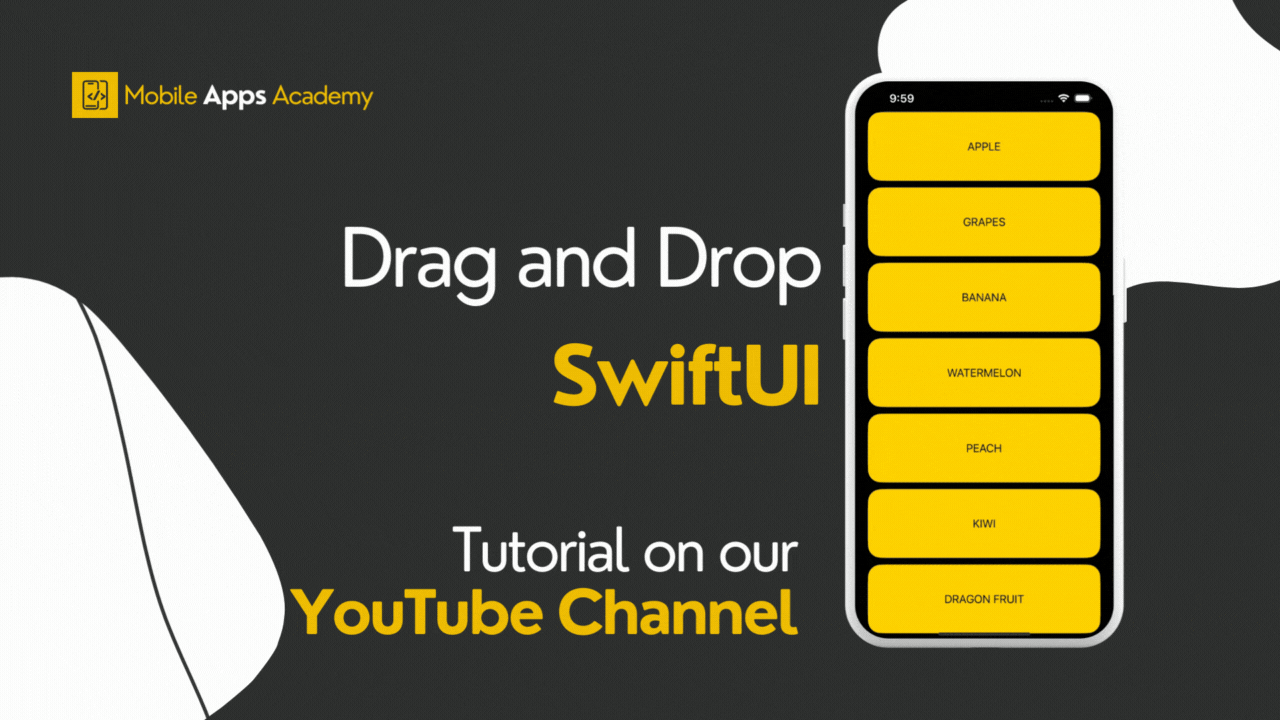 Mobile Apps Academy
Drag and Drop
SwiftUI
Tutorial on our
YouTube Channel
9:59
APPLE
GRAPES
BANANA
WATERMELON
PEACH
KIWI
DRAGON FRUIT